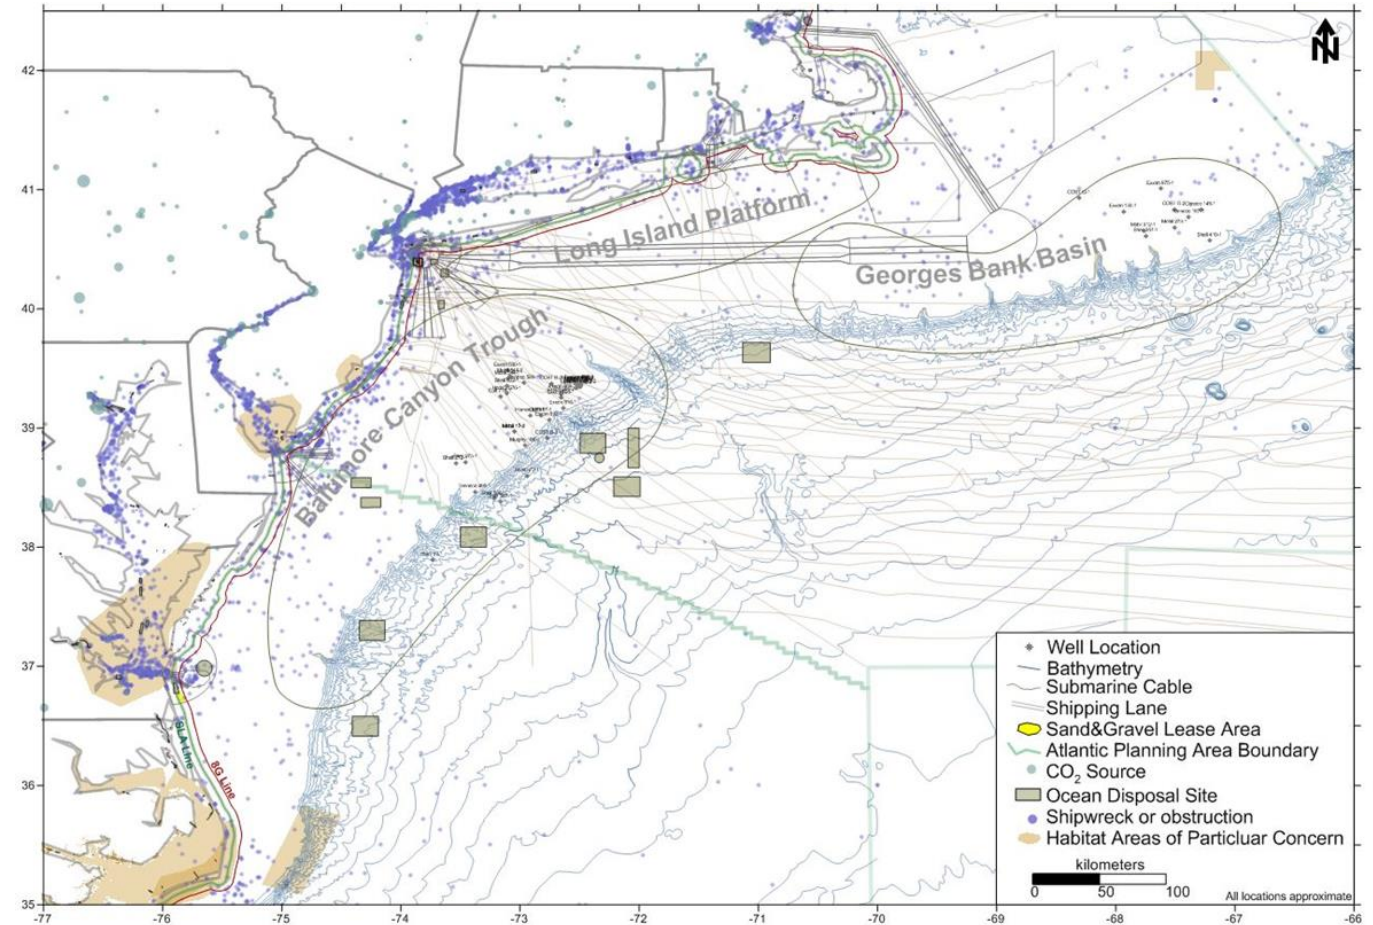 N
42
41
40
39
38
37
36
35
-77
-76
-75
-74
-73
-72
-71
-70
-69
-68
-67
-66
Long Island Platform
Georges Bank Basin
Baltimore Canyon Trough
SLA Line
8G Line
Well Location
Bathymetry
Submarine Cable
Shipping Lane
Sand&Gravel Lease Area
Atlantic Planning Area Boundary
CO2 Source
Ocean Disposal Site
Shipwreck or obstruction
Habitat Areas of Particluar Concern
kilometers
0 50 100
All locations approximate